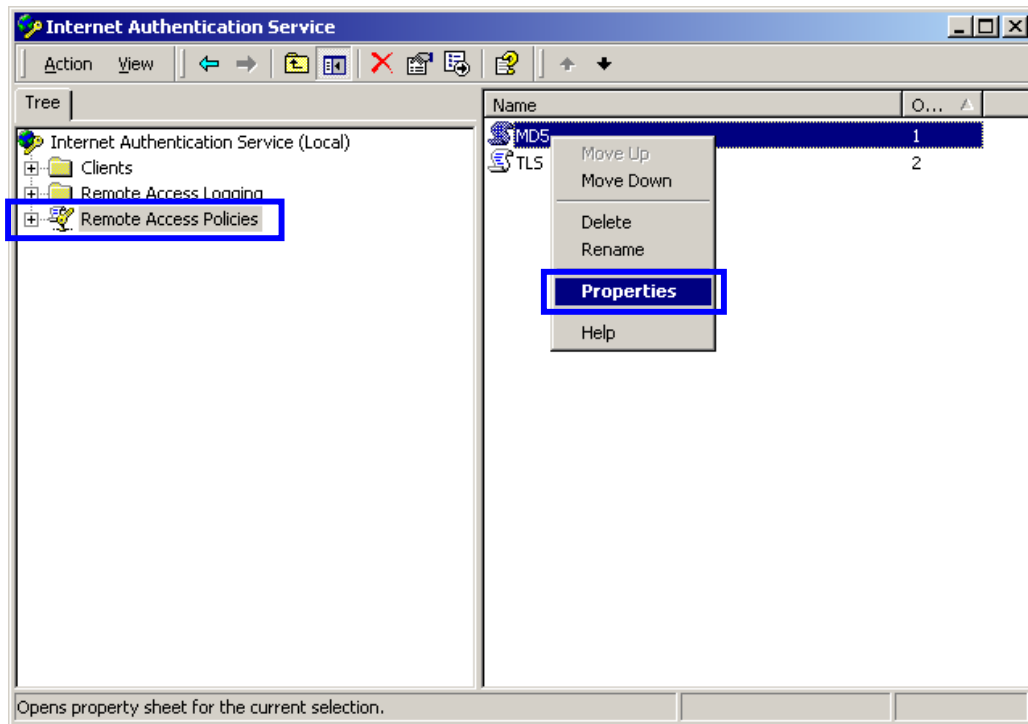 Internet Authentication Service
Action View
Tree
Name O...
Internet Authentication Service (Local)
Clients
Remote Access Logging
Remote Access Policies
MD5 1
TLS 2
Move Up
Move Down
Delete
Rename
Properties
Help
Opens property sheet for the current selection.